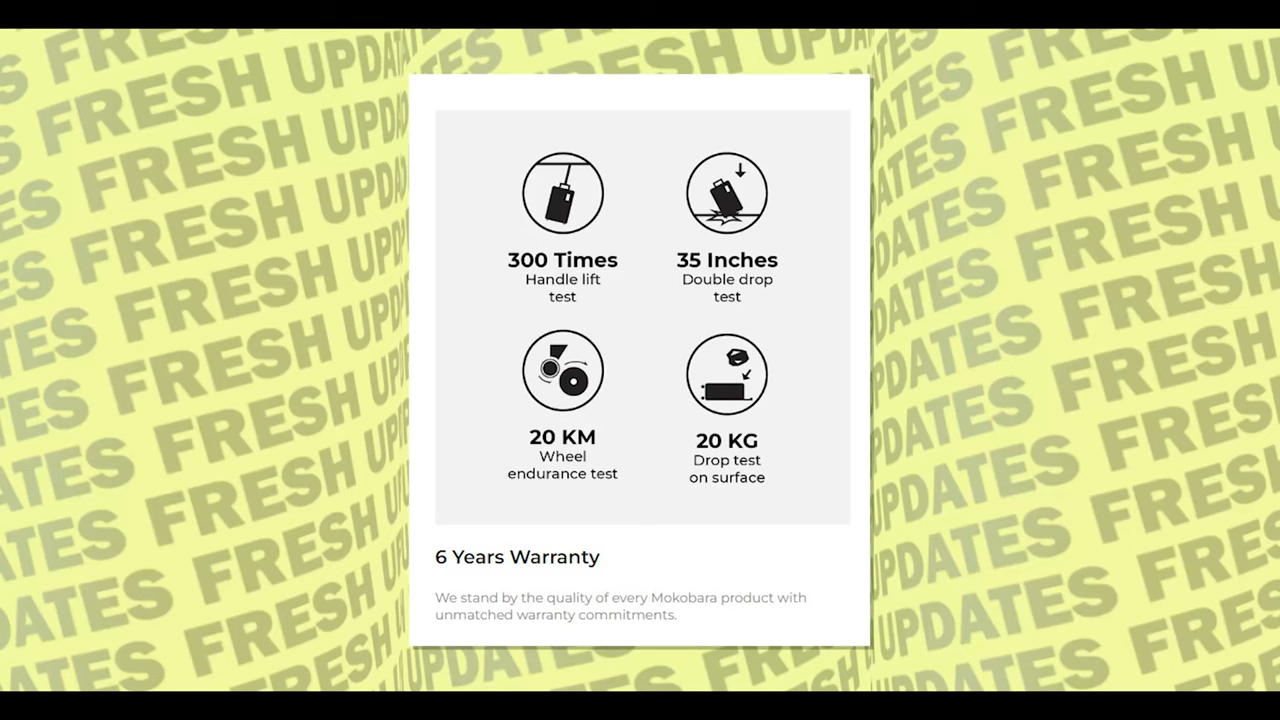 FRESH UPDATES
300 Times
Handle lift
test
35 Inches
Double drop
test
20 KM
Wheel
endurance test
20 KG
Drop test
on surface
6 Years Warranty
We stand by the quality of every Mokobara product with
unmatched warranty commitments.